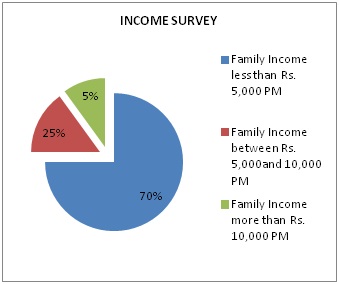 INCOME SURVEY
5%
25%
70%
Family Income
lessthan Rs.
5,000 PM
Family Income
between Rs.
5,000and 10,000
PM
Family Income
more than Rs.
10,000 PM